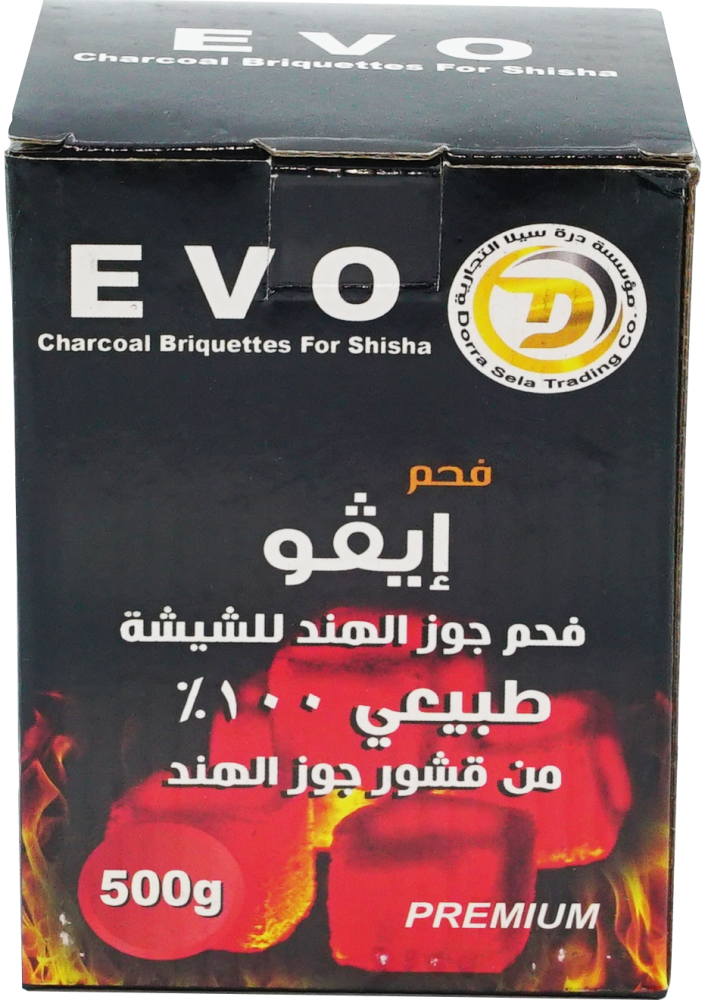 EVO
Charcoal Briquettes For Shisha
EVO
Charcoal Briquettes For Shisha
مؤسسة درة سيلا التجارية
Dorra Sela Trading Co.
فحم
إيڤو
فحم جوز الهند للشيشة
طبيعي ١٠٠٪
من قشور جوز الهند
500g
PREMIUM